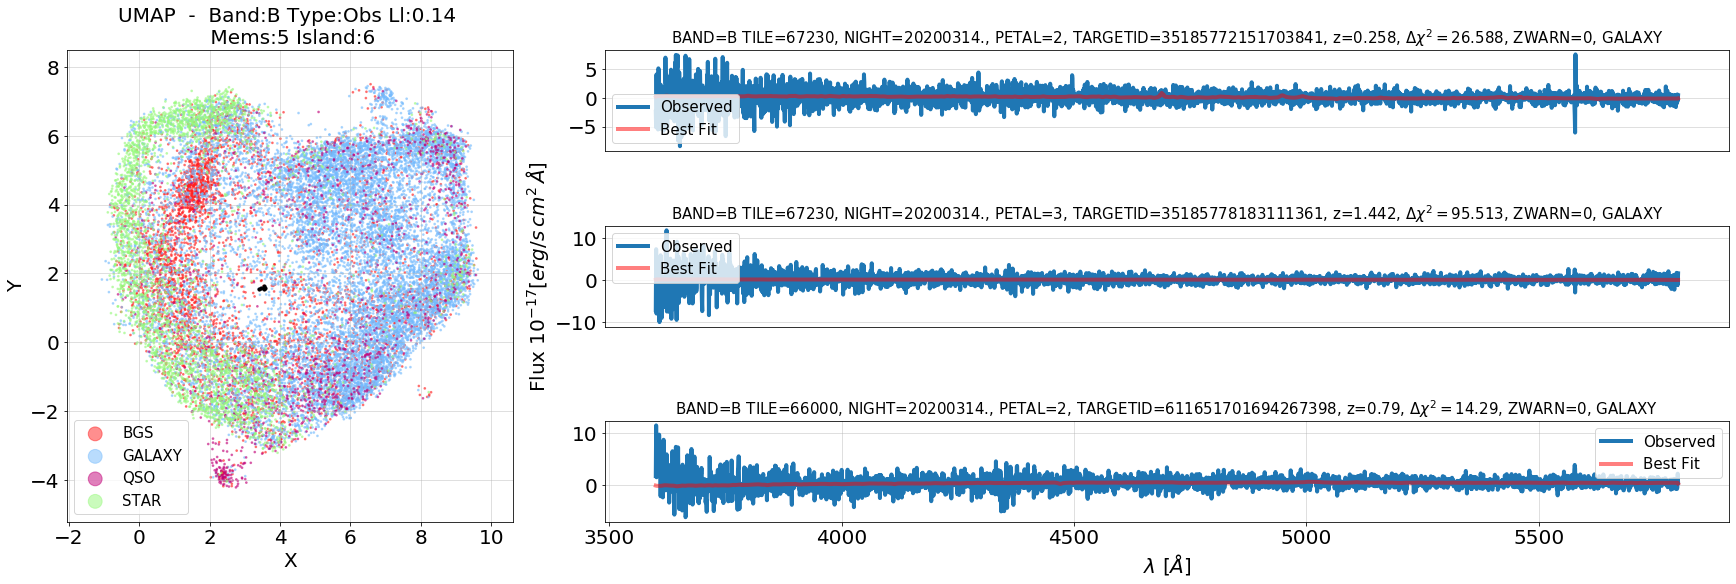 UMAP - Band:B Type:Obs Ll:0.14
Mems:5 Island:6
8
6
4
2
0
−2
−4
Y
−2 0 2 4 6 8 10
X
BGS
GALAXY
QSO
STAR
Flux 10⁻¹⁷[erg/s cm² Å]
BAND=B TILE=67230, NIGHT=20200314., PETAL=2, TARGETID=35185772151703841, z=0.258, Δχ² = 26.588, ZWARN=0, GALAXY
5
0
−5
Observed
Best Fit
BAND=B TILE=67230, NIGHT=20200314., PETAL=3, TARGETID=35185778183111361, z=1.442, Δχ² = 95.513, ZWARN=0, GALAXY
10
0
−10
Observed
Best Fit
BAND=B TILE=66000, NIGHT=20200314., PETAL=2, TARGETID=611651701694267398, z=0.79, Δχ² = 14.29, ZWARN=0, GALAXY
10
0
Observed
Best Fit
3500 4000 4500 5000 5500
λ [Å]